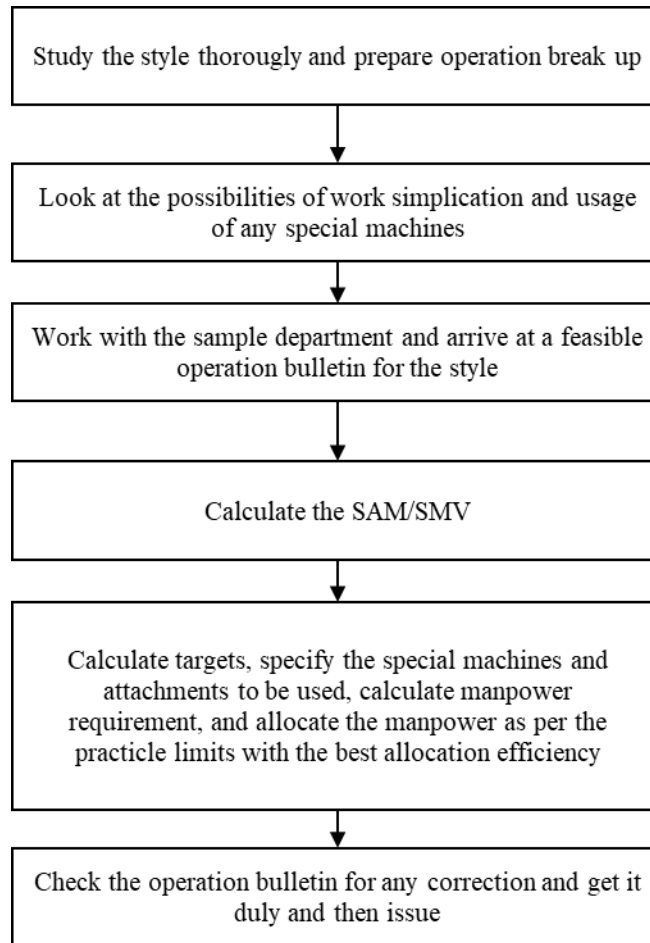 Study the style thorougly and prepare operation break up
Look at the possibilities of work simplication and usage
of any special machines
Work with the sample department and arrive at a feasible
operation bulletin for the style
Calculate the SAM/SMV
Calculate targets, specify the special machines and
attachments to be used, calculate manpower
requirement, and allocate the manpower as per the
practicle limits with the best allocation efficiency
Check the operation bulletin for any correction and get it
duly and then issue